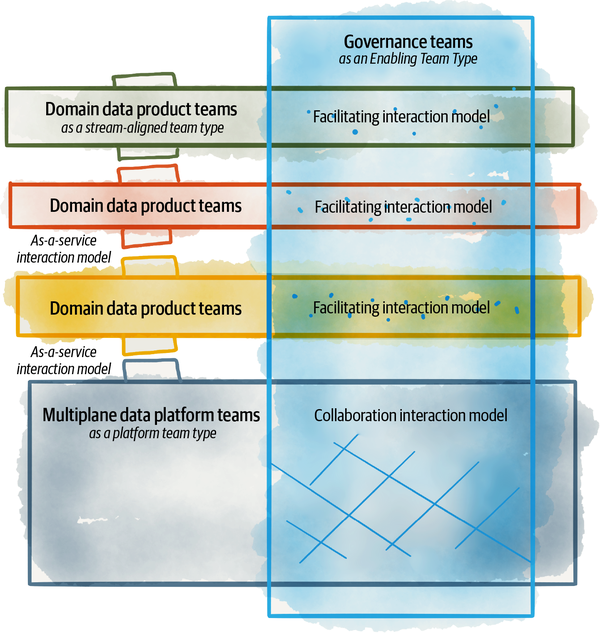 Governance teams
as an Enabling Team Type
Domain data product teams
as a stream-aligned team type
Facilitating interaction model
Domain data product teams
Facilitating interaction model
As-a-service
interaction model
Domain data product teams
Facilitating interaction model
As-a-service
interaction model
Multiplane data platform teams
as a platform team type
Collaboration interaction model